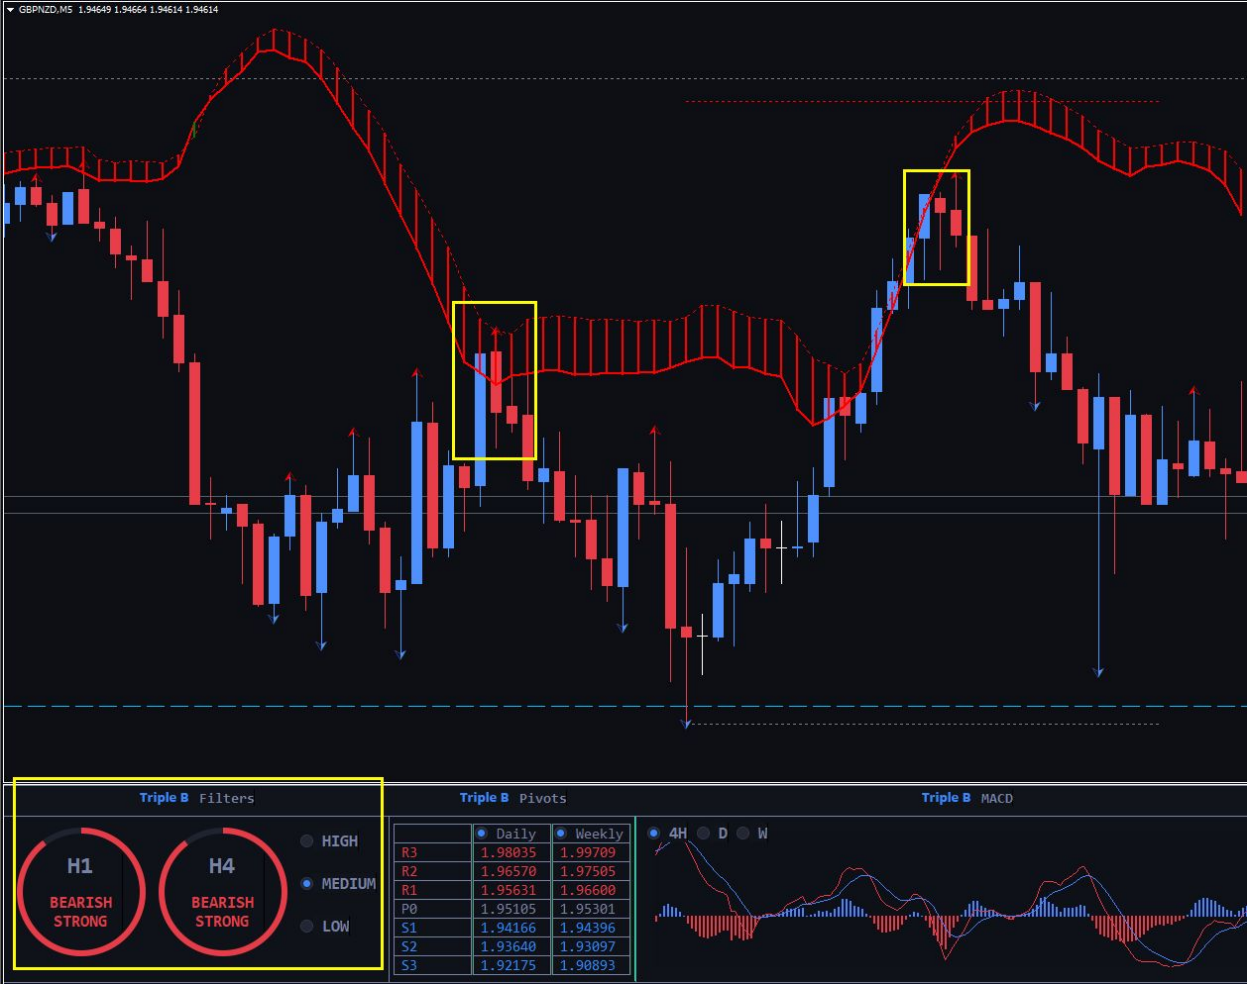 GBPNZD,M5 1.94649 1.94664 1.94614 1.94614
Triple B Filters
H1
BEARISH
STRONG
H4
BEARISH
STRONG
HIGH
MEDIUM
LOW
Triple B Pivots
Daily Weekly
R3 1.98035 1.99709
R2 1.96570 1.97505
R1 1.95631 1.96600
P0 1.95105 1.95301
S1 1.94166 1.94396
S2 1.93640 1.93097
S3 1.92175 1.90893
Triple B MACD
4H D W